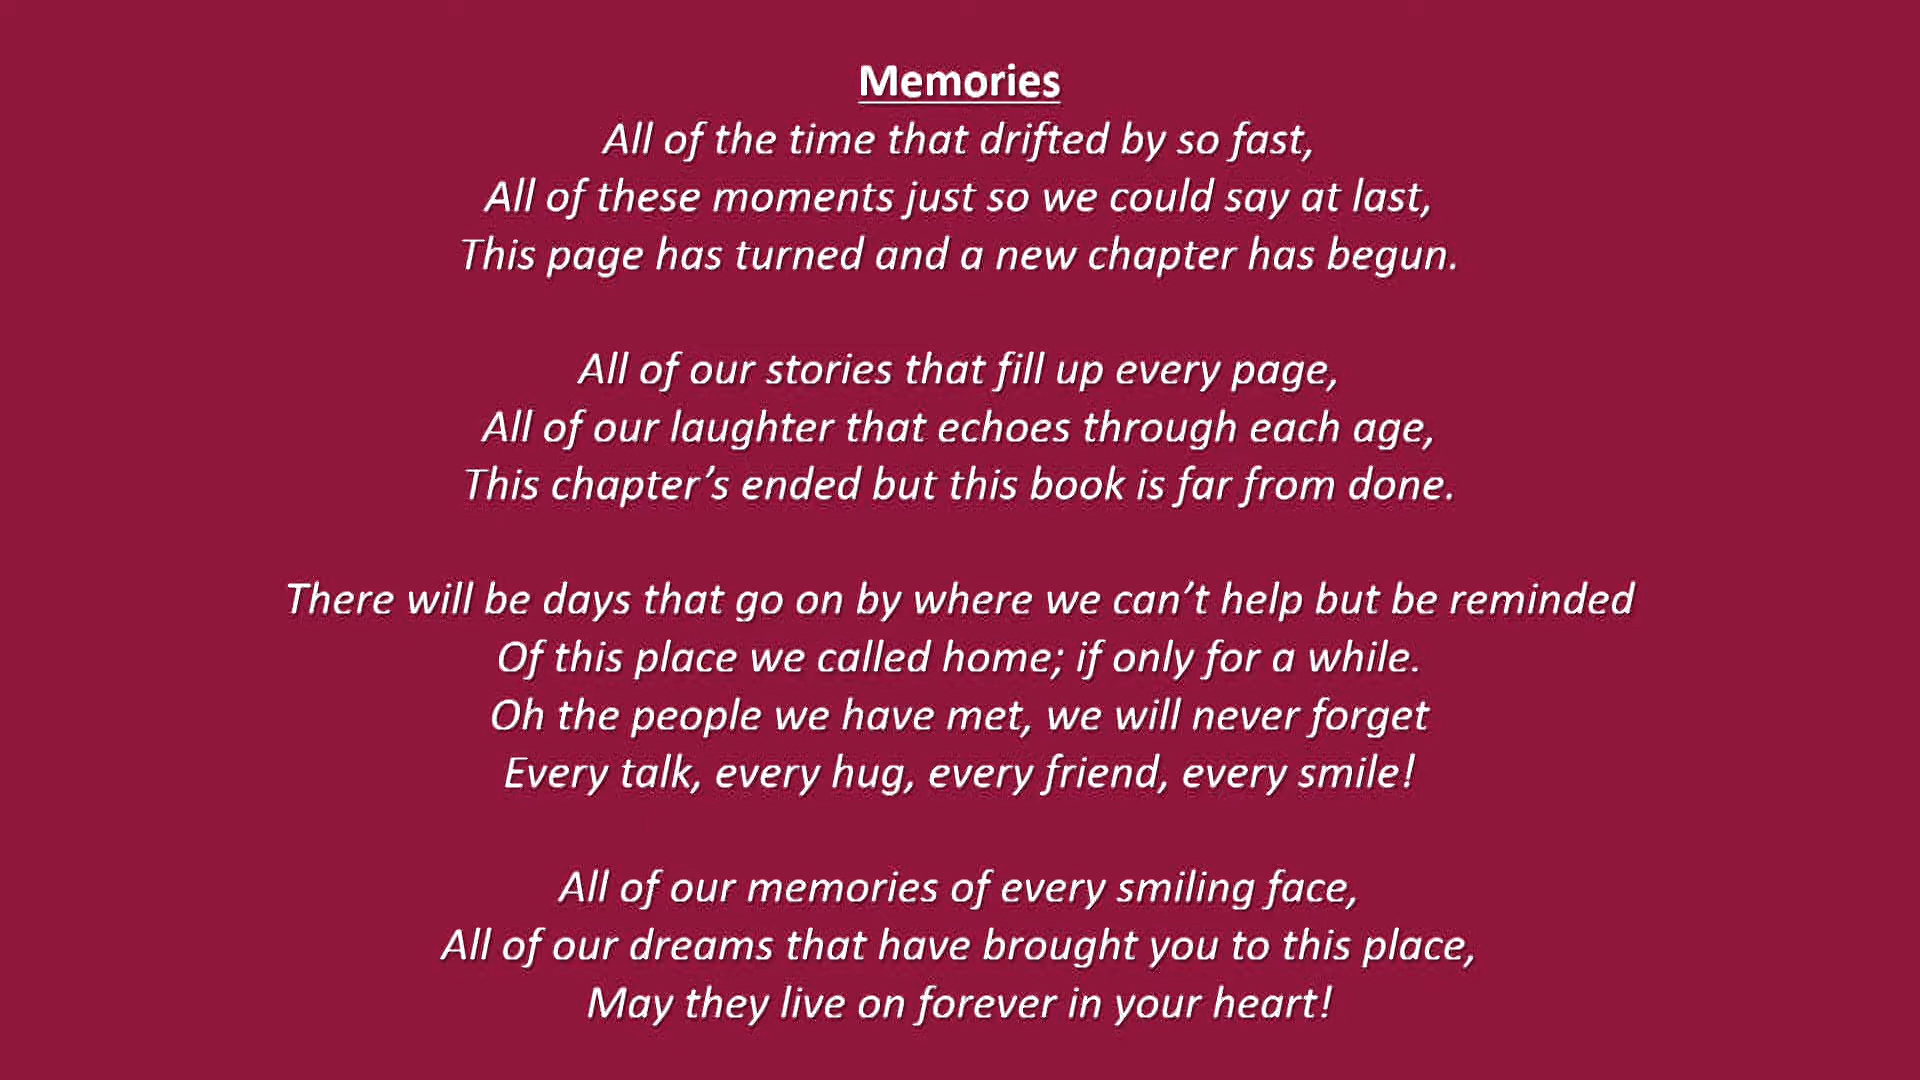 Memories
All of the time that drifted by so fast,
All of these moments just so we could say at last,
This page has turned and a new chapter has begun.
All of our stories that fill up every page,
All of our laughter that echoes through each age,
This chapter’s ended but this book is far from done.
There will be days that go on by where we can’t help but be reminded
Of this place we called home; if only for a while.
Oh the people we have met, we will never forget
Every talk, every hug, every friend, every smile!
All of our memories of every smiling face,
All of our dreams that have brought you to this place,
May they live on forever in your heart!